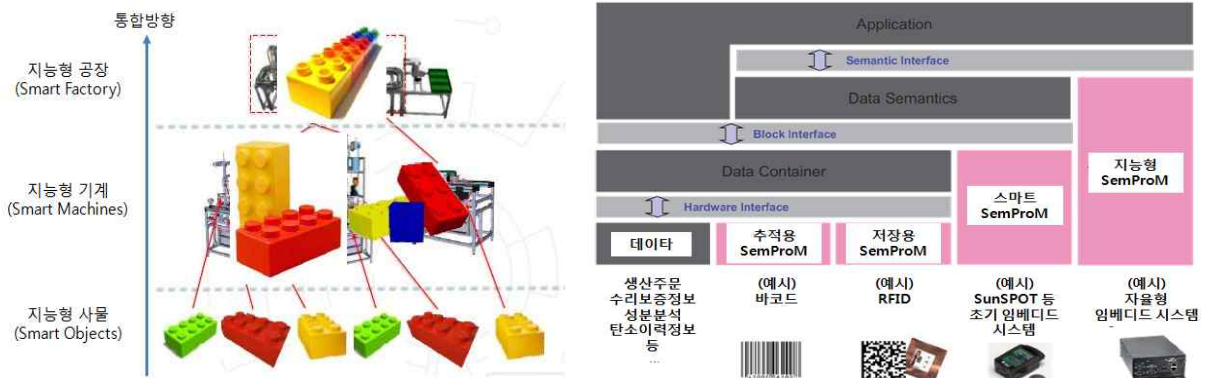 통합방향
지능형 공장
(Smart Factory)
지능형 기계
(Smart Machines)
지능형 사물
(Smart Objects)
Application
Semantic Interface
Data Semantics
Block Interface
Data Container
Hardware Interface
데이타
추적용
SemProM
저장용
SemProM
스마트
SemProM
지능형
SemProM
생산주문
수리보증정보
성분분석
탄소이력정보
등
...
(예시)
바코드
(예시)
RFID
(예시)
SunSPOT 등
초기 임베디드
시스템
(예시)
자율형
임베디드 시스템